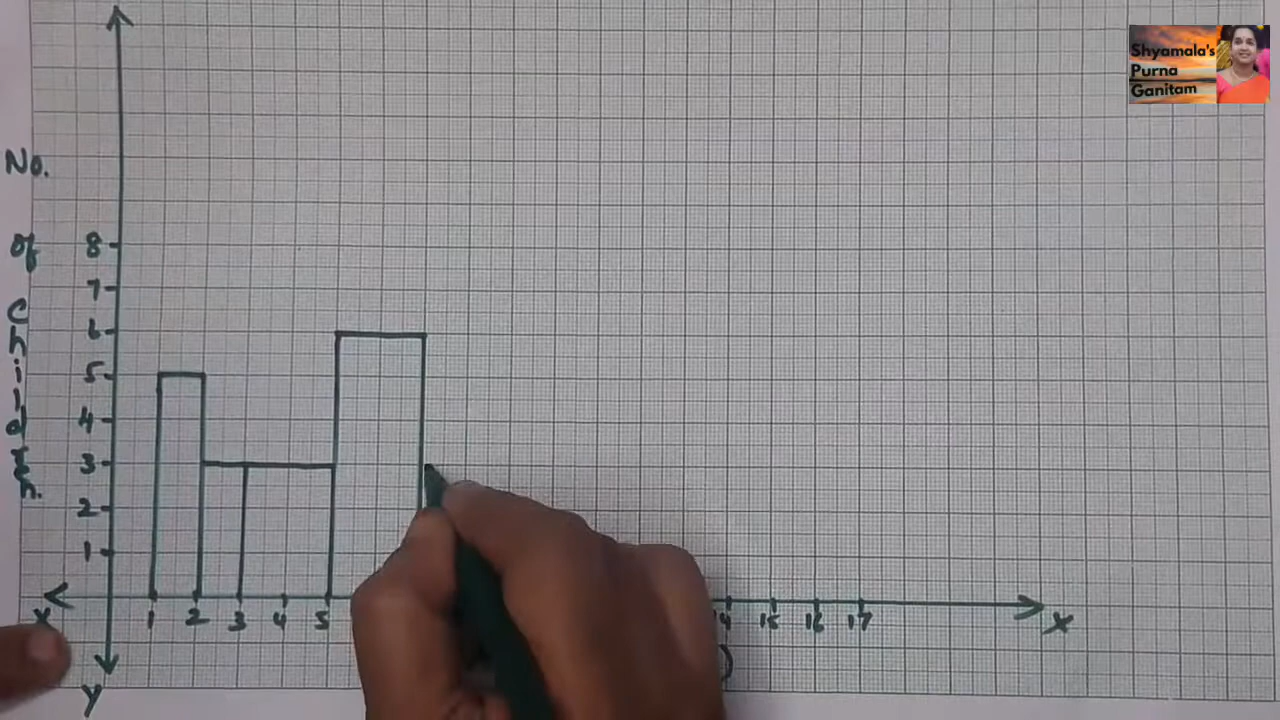 Shyamala's
Purna
Ganitam
No.
of
Children.
8
7
6
5
4
3
2
1
1 2 3 4 5 14 15 16 17
X
X
Y
)